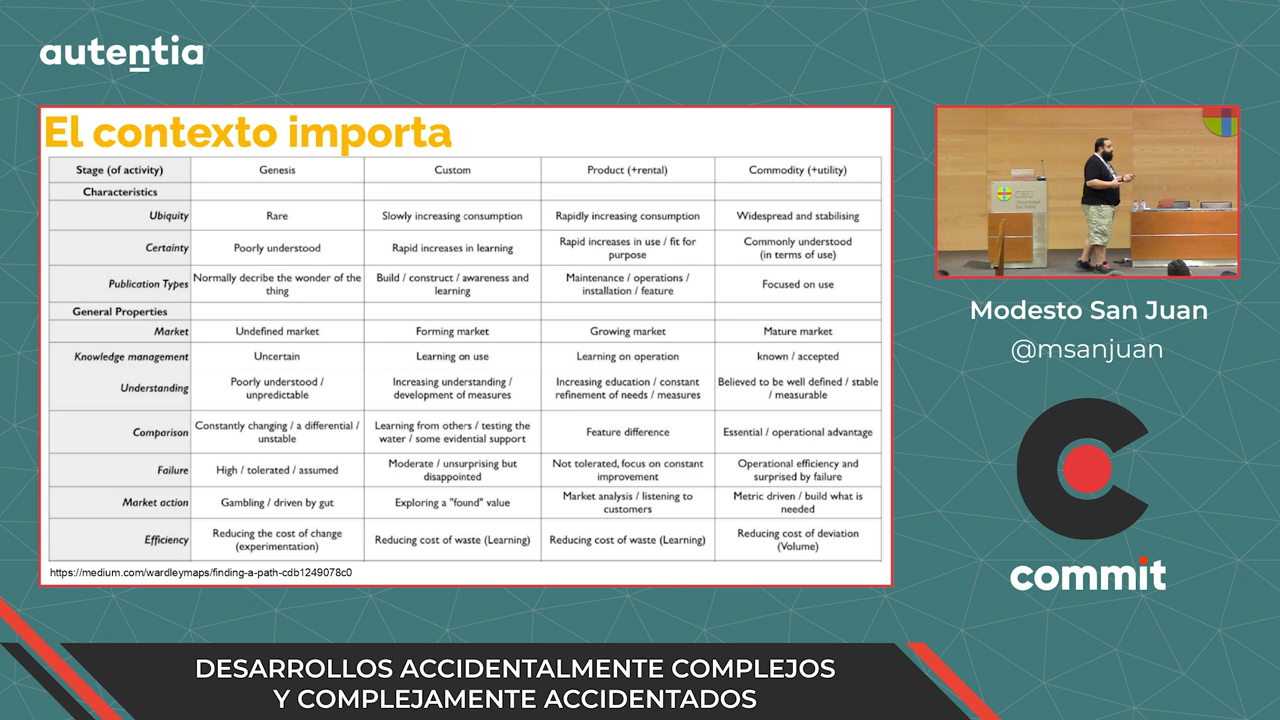 autentia
El contexto importa
Stage (of activity) Genesis Custom Product (+rental) Commodity (+utility)
Characteristics
Ubiquity Rare Slowly increasing consumption Rapidly increasing consumption Widespread and stabilising
Certainty Poorly understood Rapid increases in learning Rapid increases in use / fit for purpose Commonly understood (in terms of use)
Publication Types Normally decribe the wonder of the thing Build / construct / awareness and learning Maintenance / operations / installation / feature Focused on use
General Properties
Market Undefined market Forming market Growing market Mature market
Knowledge management Uncertain Learning on use Learning on operation known / accepted
Understanding Poorly understood / unpredictable Increasing understanding / development of measures Increasing education / constant refinement of needs / measures Believed to be well defined / stable / measurable
Comparison Constantly changing / a differential / unstable Learning from others / testing the water / some evidential support Feature difference Essential / operational advantage
Failure High / tolerated / assumed Moderate / unsurprising but disappointed Not tolerated, focus on constant improvement Operational efficiency and surprised by failure
Market action Gambling / driven by gut Exploring a "found" value Market analysis / listening to customers Metric driven / build what is needed
Efficiency Reducing the cost of change (experimentation) Reducing cost of waste (Learning) Reducing cost of waste (Learning) Reducing cost of deviation (Volume)
https://medium.com/wardleymaps/finding-a-path-cdb1249078c0
CEU
Modesto San Juan
@msanjuan
commit
DESARROLLOS ACCIDENTALMENTE COMPLEJOS
Y COMPLEJAMENTE ACCIDENTADOS